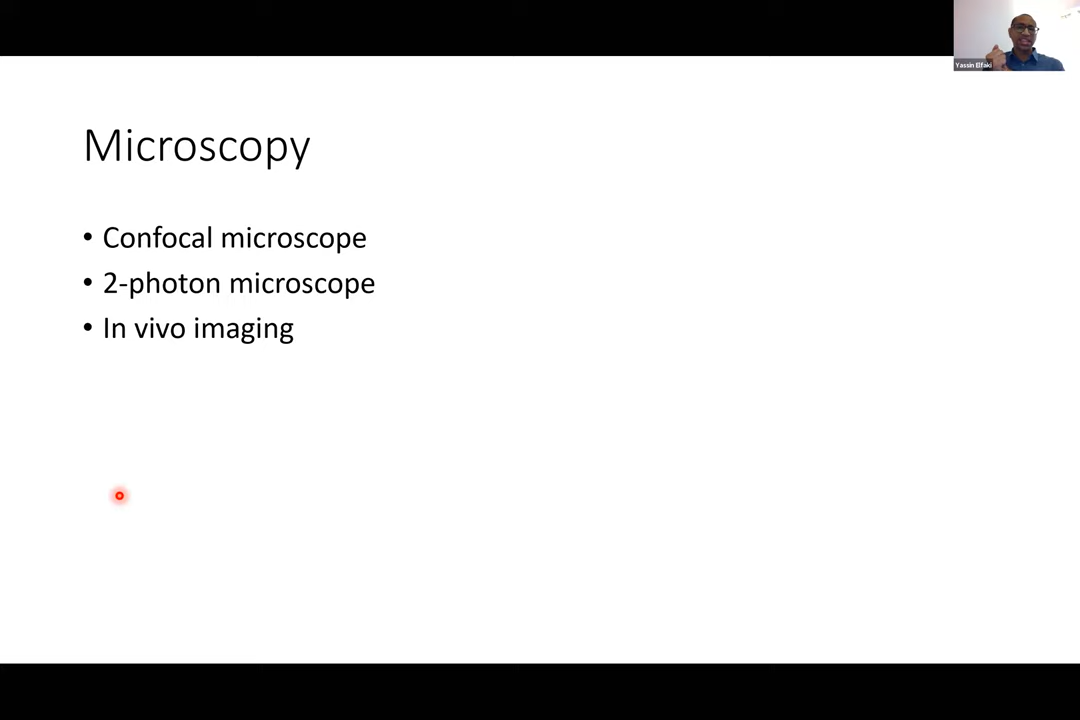 Yassin Elfaki
Microscopy
• Confocal microscope
• 2-photon microscope
• In vivo imaging